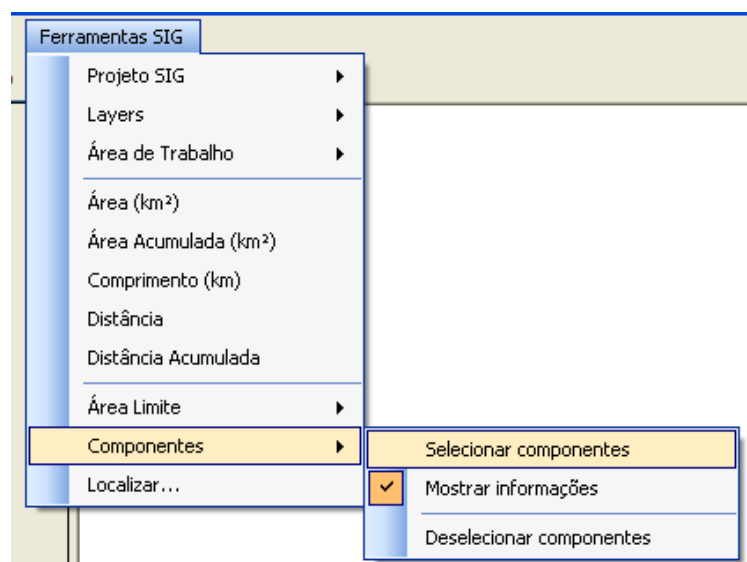 Ferramentas SIG
Projeto SIG
Layers
Área de Trabalho
Área (km²)
Área Acumulada (km²)
Comprimento (km)
Distância
Distância Acumulada
Área Limite
Componentes
Localizar...
Selecionar componentes
Mostrar informações
Deselecionar componentes